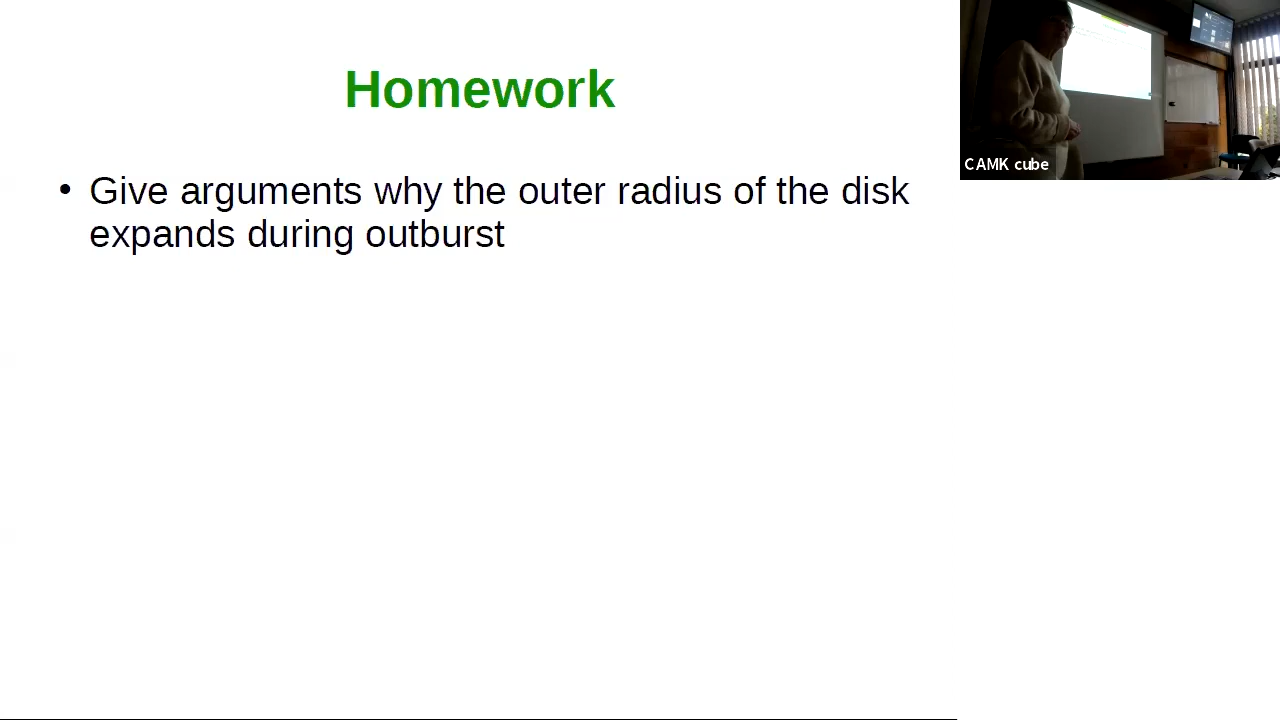 Homework
• Give arguments why the outer radius of the disk
expands during outburst
CAMK cube